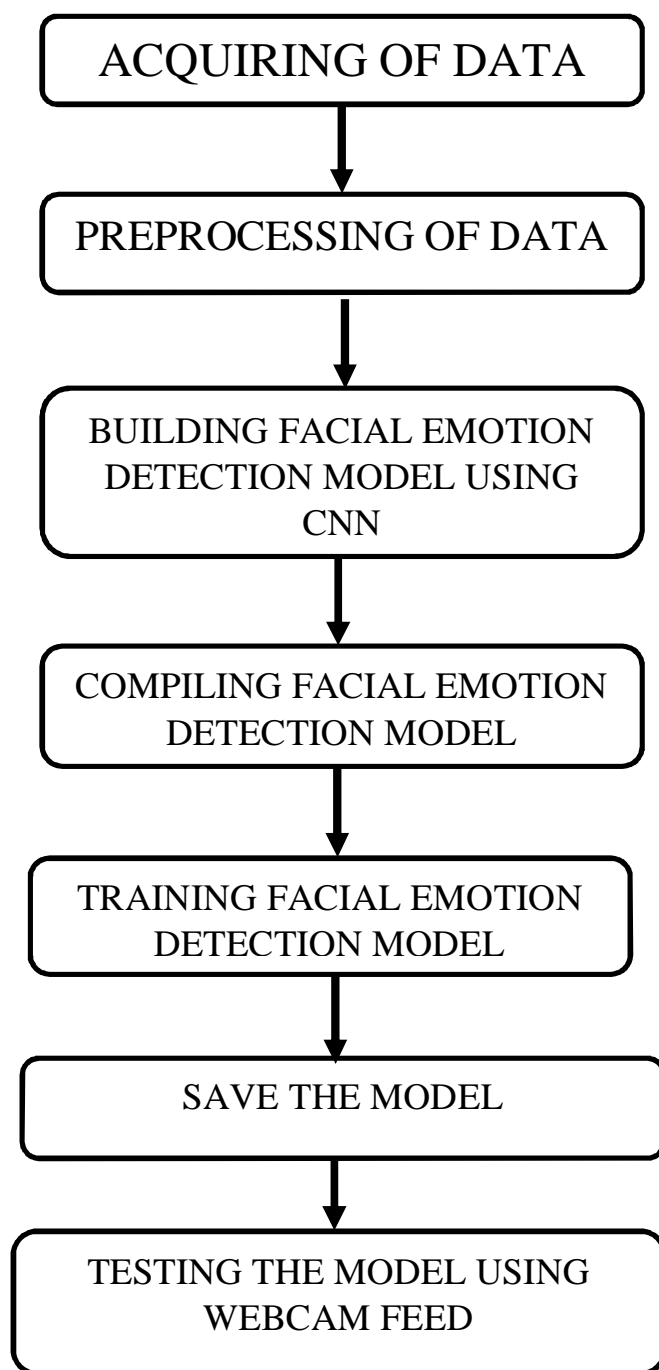 ACQUIRING OF DATA
PREPROCESSING OF DATA
BUILDING FACIAL EMOTION
DETECTION MODEL USING
CNN
COMPILING FACIAL EMOTION
DETECTION MODEL
TRAINING FACIAL EMOTION
DETECTION MODEL
SAVE THE MODEL
TESTING THE MODEL USING
WEBCAM FEED